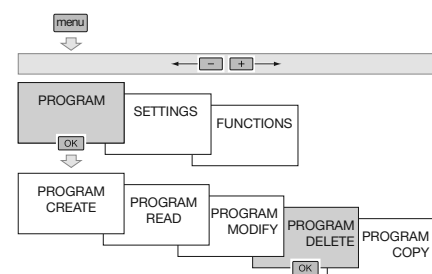 menu
− +
PROGRAM
SETTINGS
FUNCTIONS
OK
PROGRAM
CREATE
PROGRAM
READ
PROGRAM
MODIFY
PROGRAM
DELETE
PROGRAM
COPY
OK